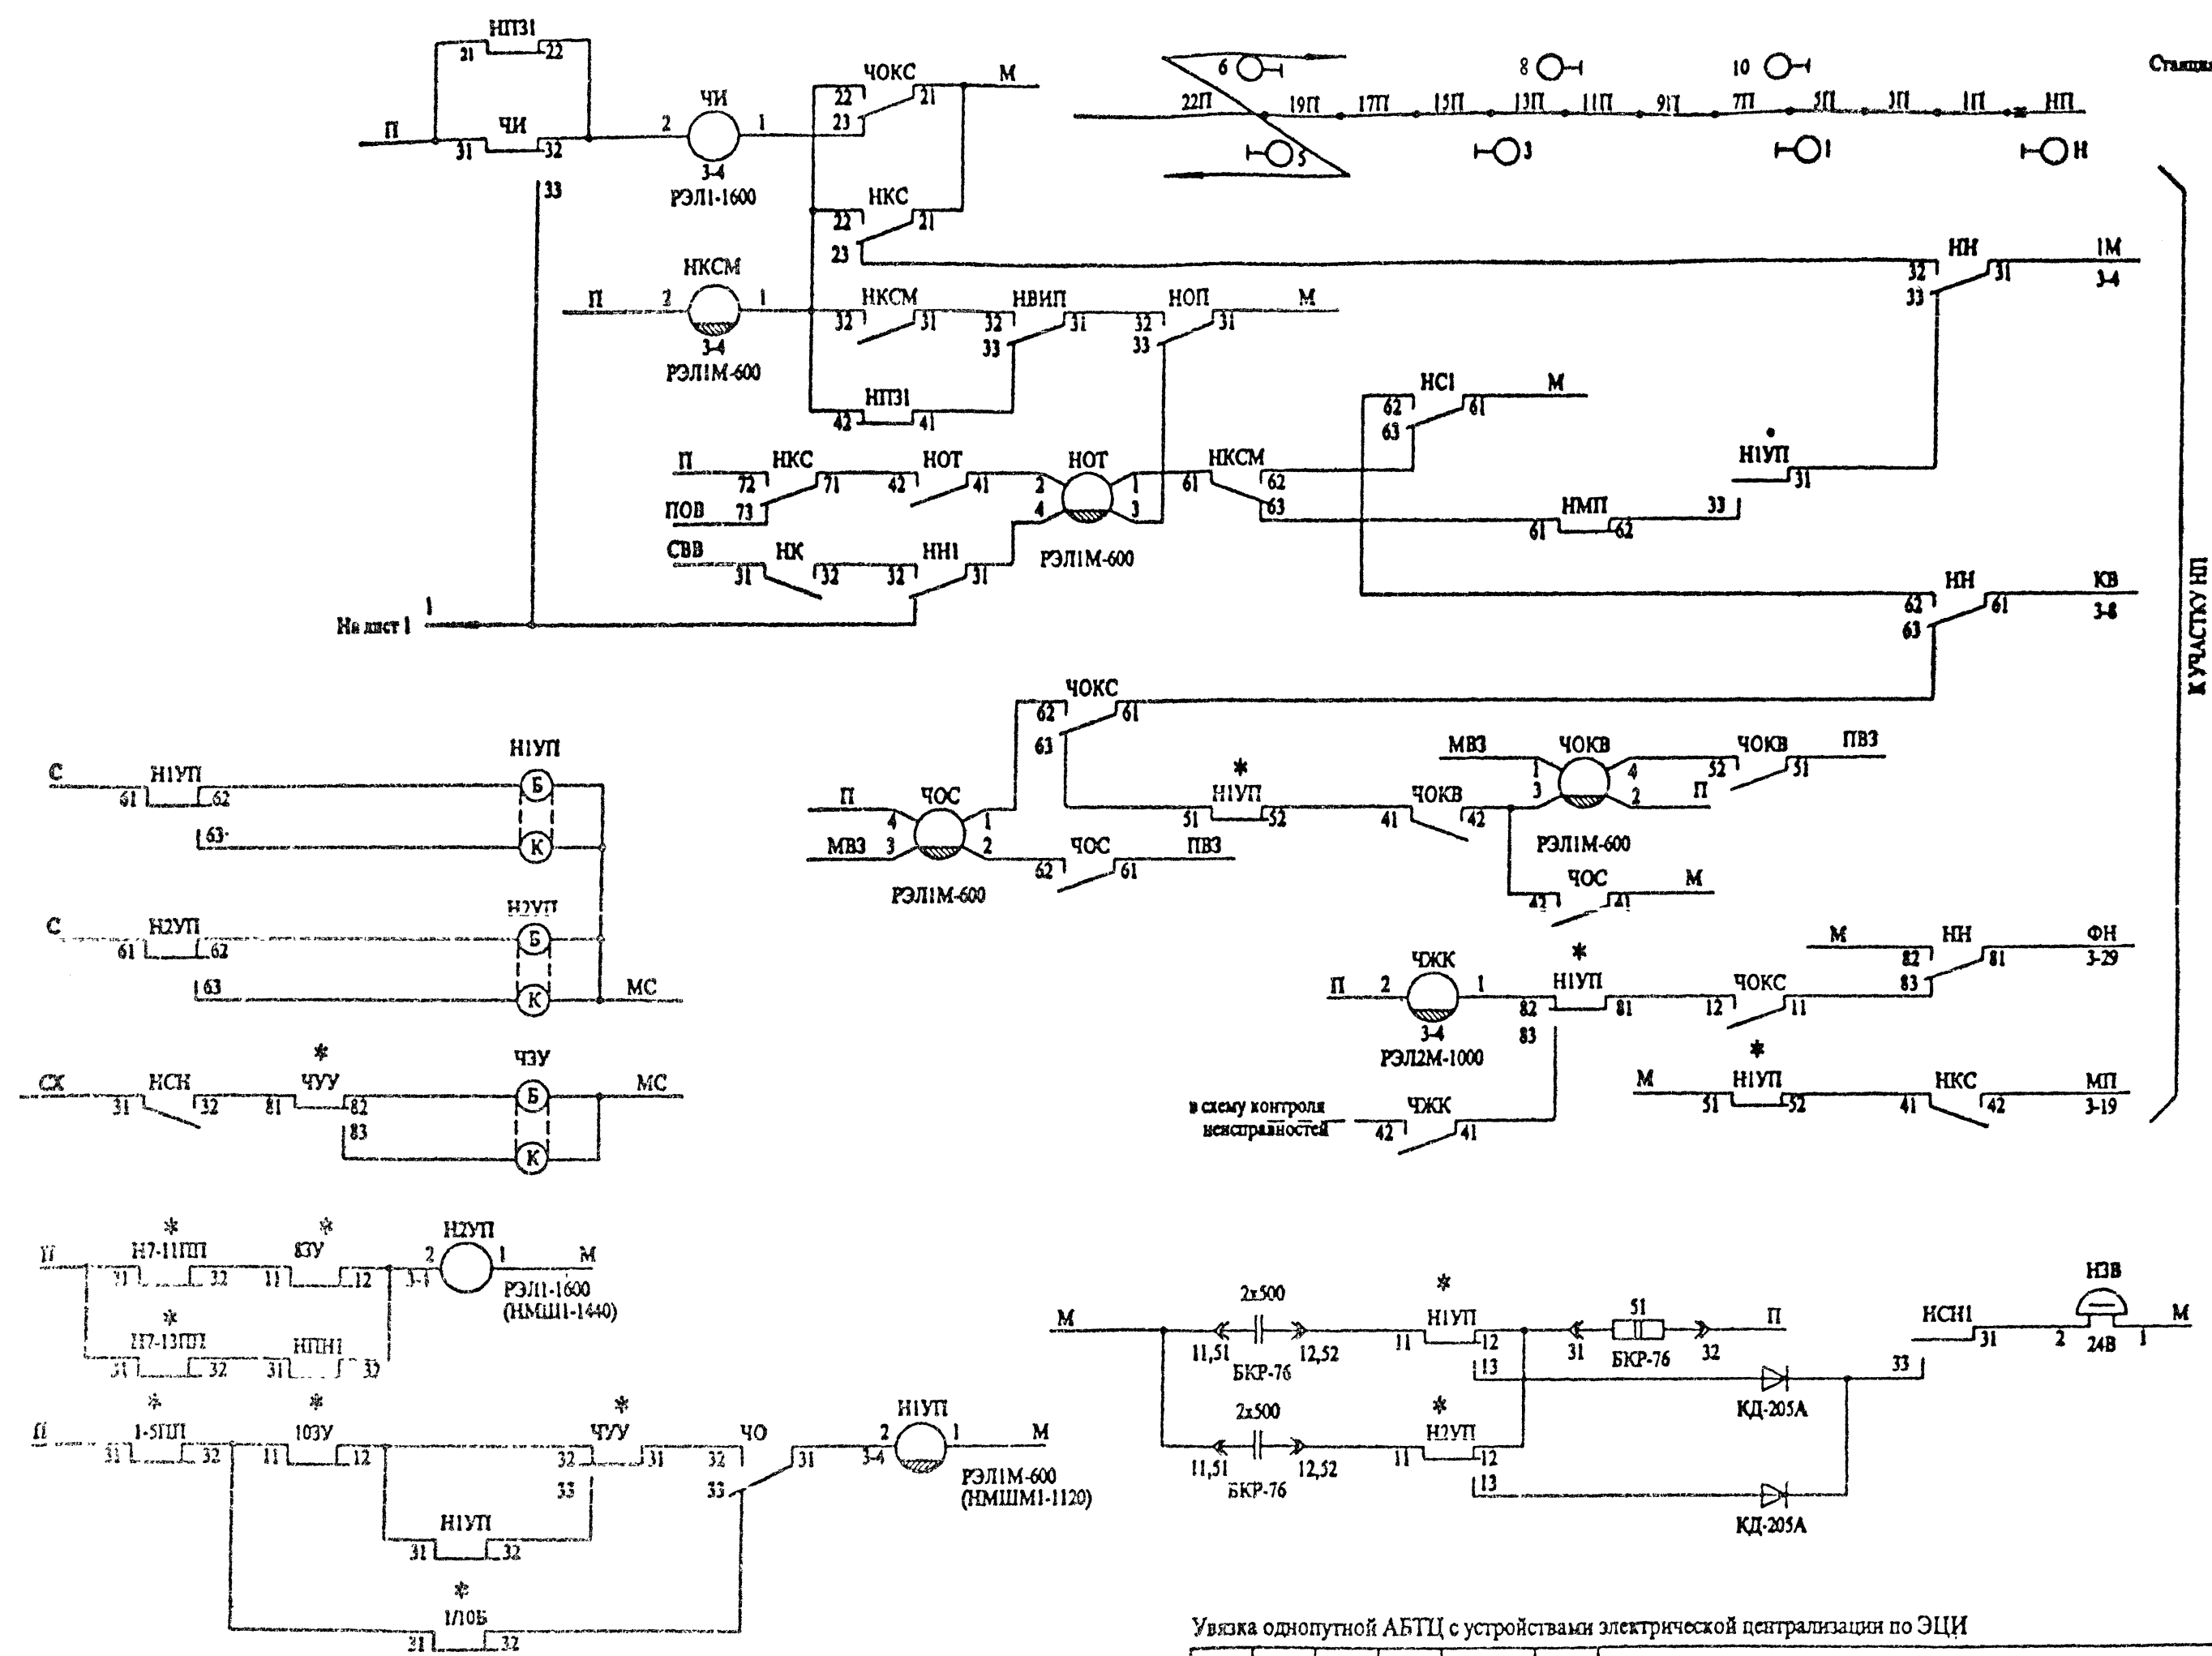 НПЗ1
21 22
П ЧИ
31 32
33
ЧИ
2 1
3-4
РЭЛ1-1600
ЧОКС М
22 21
23
НКС
22 21
23
НКСМ
П 2 1
3-4
РЭЛ1М-600
НКСМ НВИП НОП М
32 31 32 31 32 31
33 33
НПЗ1
42 41
6 8 10
22П 19П 17П 15П 13П 11П 9П 7П 5П 3П 1П НП
5 3 1 Н
НН 1М
32 31 3-4
33
НС1 М
62 61
63
П НКС НОТ НОТ НКСМ
72 71 42 41 2 1 61 62
ПОВ 73 4 3 63
РЭЛ1М-600
Н1УП
31
33
НМП
61 62
СВВ НК НН1
31 32 32 31
1
На лист 1
НН КВ
62 61 3-8
63
К УЧАСТКУ НП
ЧОКС
62 61
63
МВЗ ЧОКВ ЧОКВ ПВЗ
1 4 52 51
3 2 П
РЭЛ1М-600
П ЧОС
4 1
МВЗ 3 2
РЭЛ1М-600
ЧОС ПВЗ
62 61
*
Н1УП ЧОКВ
51 52 41 42
ЧОС М
42 41
С Н1УП Н1УП
61 62 Б
63 К
С Н2УП Н2УП
61 62 Б
63 К МС
*
СХ НСН ЧУУ ЧЗУ МС
31 32 81 82 Б
83 К
М НН ФН
82 81 3-29
83
*
П 2 ЧЖК 1 Н1УП ЧОКС
82 81 12 11
3-4 83
РЭЛ2М-1000
*
М Н1УП НКС МП
51 52 41 42 3-19
в схему контроля
неисправностей
ЧЖК
42 41
* *
П Н7-11ПП 8ЗУ Н2УП М
31 32 11 12 3-4 2 1
РЭЛ1-1600
(НМШ1-1440)
*
Н7-13ПП НПН1
31 32 31 32
* * *
П 1-5ПП 10ЗУ ЧУУ ЧО Н1УП М
31 32 11 12 32 31 32 31 3-4 2 1
33 33
РЭЛ1М-600
(НМШМ1-1120)
Н1УП
31 32
*
1/10Б
31 32
М 2х500 * Н1УП 51 П
11,51 12,52 11 12 31 32
БКР-76 13 БКР-76
КД-205А
2х500 * Н2УП
11,51 12,52 11 12
БКР-76 13
КД-205А
НСН1 НЗВ М
33 31 2 24В 1
Увязка однопутной АБТЦ с устройствами электрической централизации по ЭЦИ